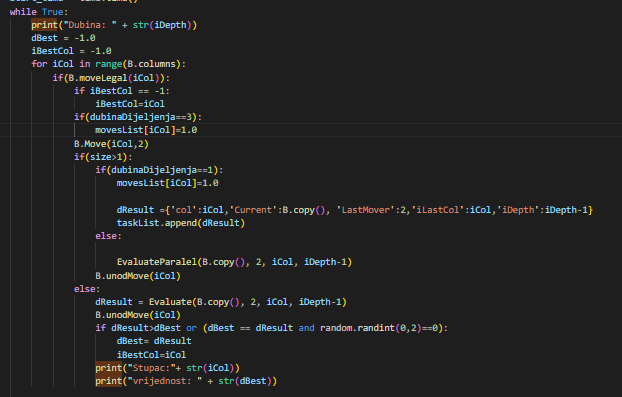 while True:
print("Dubina: " + str(iDepth))
dBest = -1.0
iBestCol = -1.0
for iCol in range(B.columns):
if(B.moveLegal(iCol)):
if iBestCol == -1:
iBestCol=iCol
if(dubinaDijeljenja==3):
movesList[iCol]=1.0
B.Move(iCol,2)
if(size>1):
if(dubinaDijeljenja==1):
movesList[iCol]=1.0
dResult ={'col':iCol,'Current':B.copy(), 'LastMover':2,'iLastCol':iCol,'iDepth':iDepth-1}
taskList.append(dResult)
else:
EvaluateParalel(B.copy(), 2, iCol, iDepth-1)
B.unodMove(iCol)
else:
dResult = Evaluate(B.copy(), 2, iCol, iDepth-1)
B.unodMove(iCol)
if dResult>dBest or (dBest == dResult and random.randint(0,2)==0):
dBest= dResult
iBestCol=iCol
print("Stupac:"+ str(iCol))
print("vrijednost: " + str(dBest))